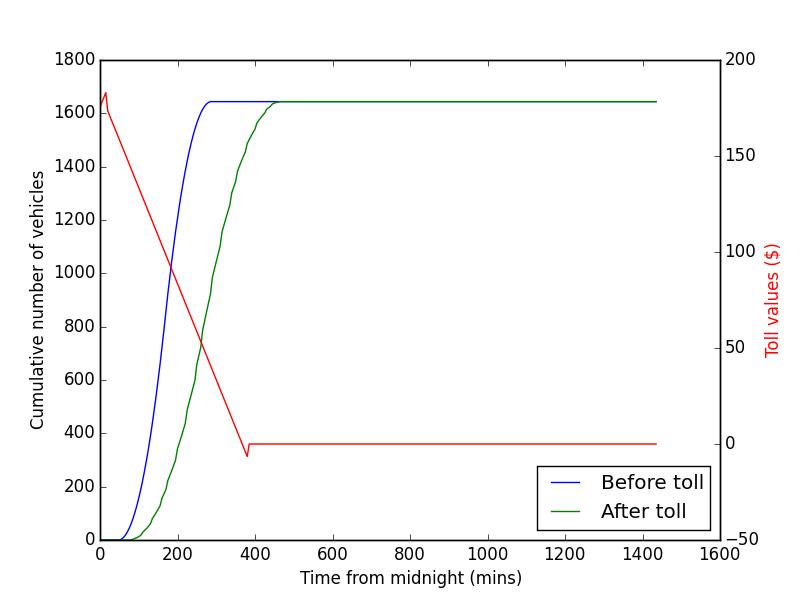 1800
1600
1400
1200
1000
800
600
400
200
0
Cumulative number of vehicles
200
150
100
50
0
−50
Toll values ($)
Before toll
After toll
0 200 400 600 800 1000 1200 1400 1600
Time from midnight (mins)